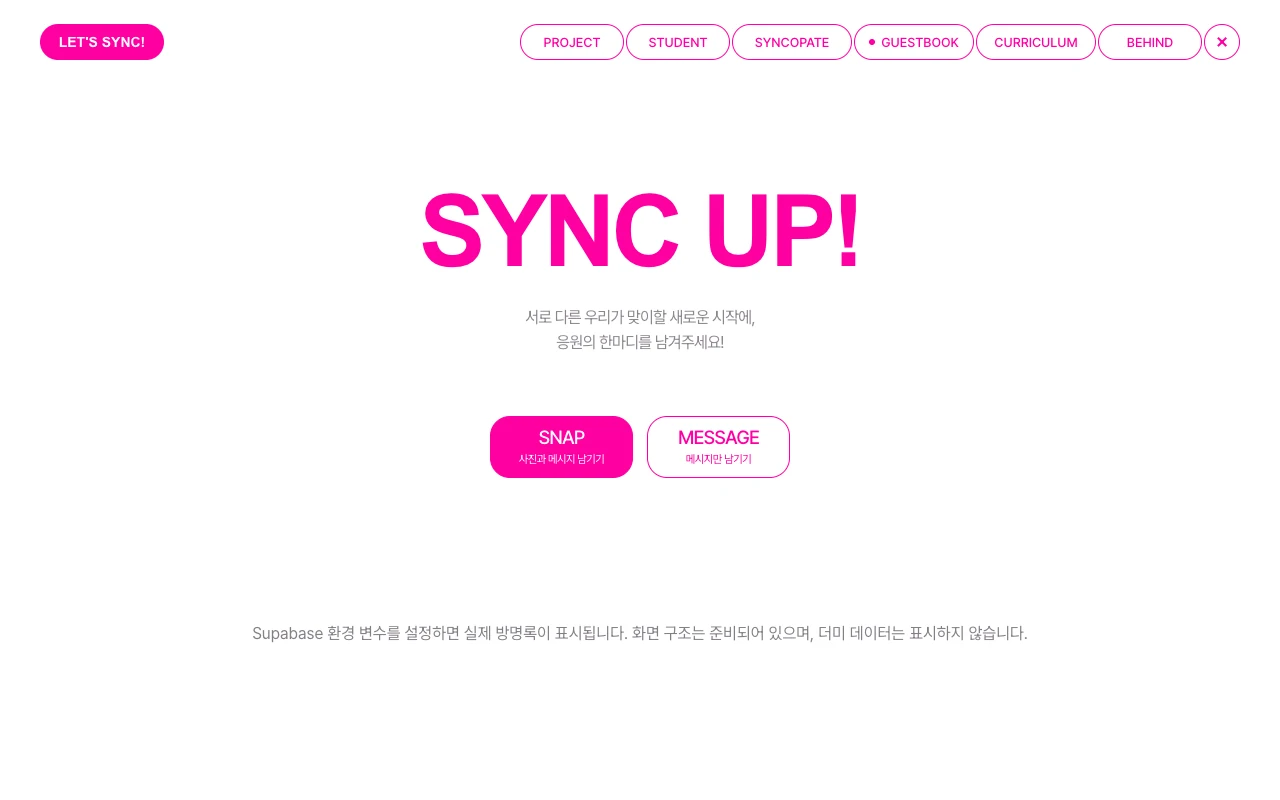 LET'S SYNC!
PROJECT
STUDENT
SYNCOPATE
GUESTBOOK
CURRICULUM
BEHIND
SYNC UP!
서로 다른 우리가 맞이할 새로운 시작에,
응원의 한마디를 남겨주세요!
SNAP
사진과 메시지 남기기
MESSAGE
메시지만 남기기
Supabase 환경 변수를 설정하면 실제 방명록이 표시됩니다. 화면 구조는 준비되어 있으며, 더미 데이터는 표시하지 않습니다.